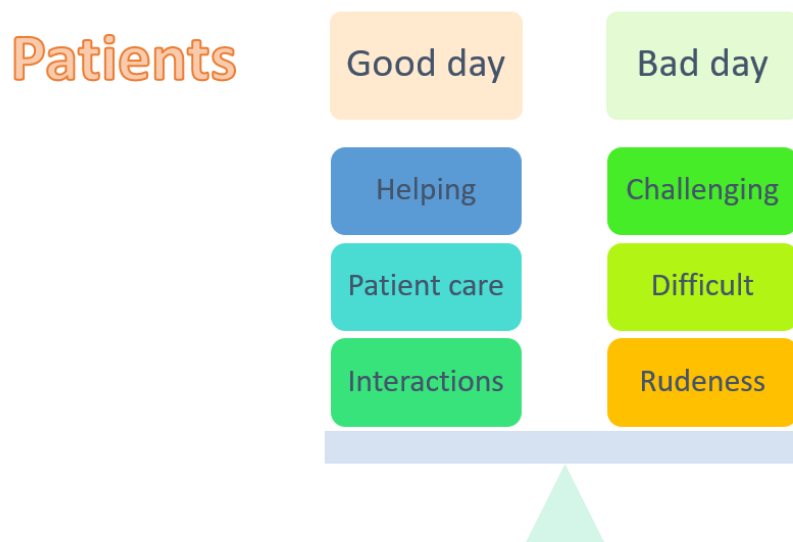 Patients
Good day
Bad day
Helping
Challenging
Patient care
Difficult
Interactions
Rudeness